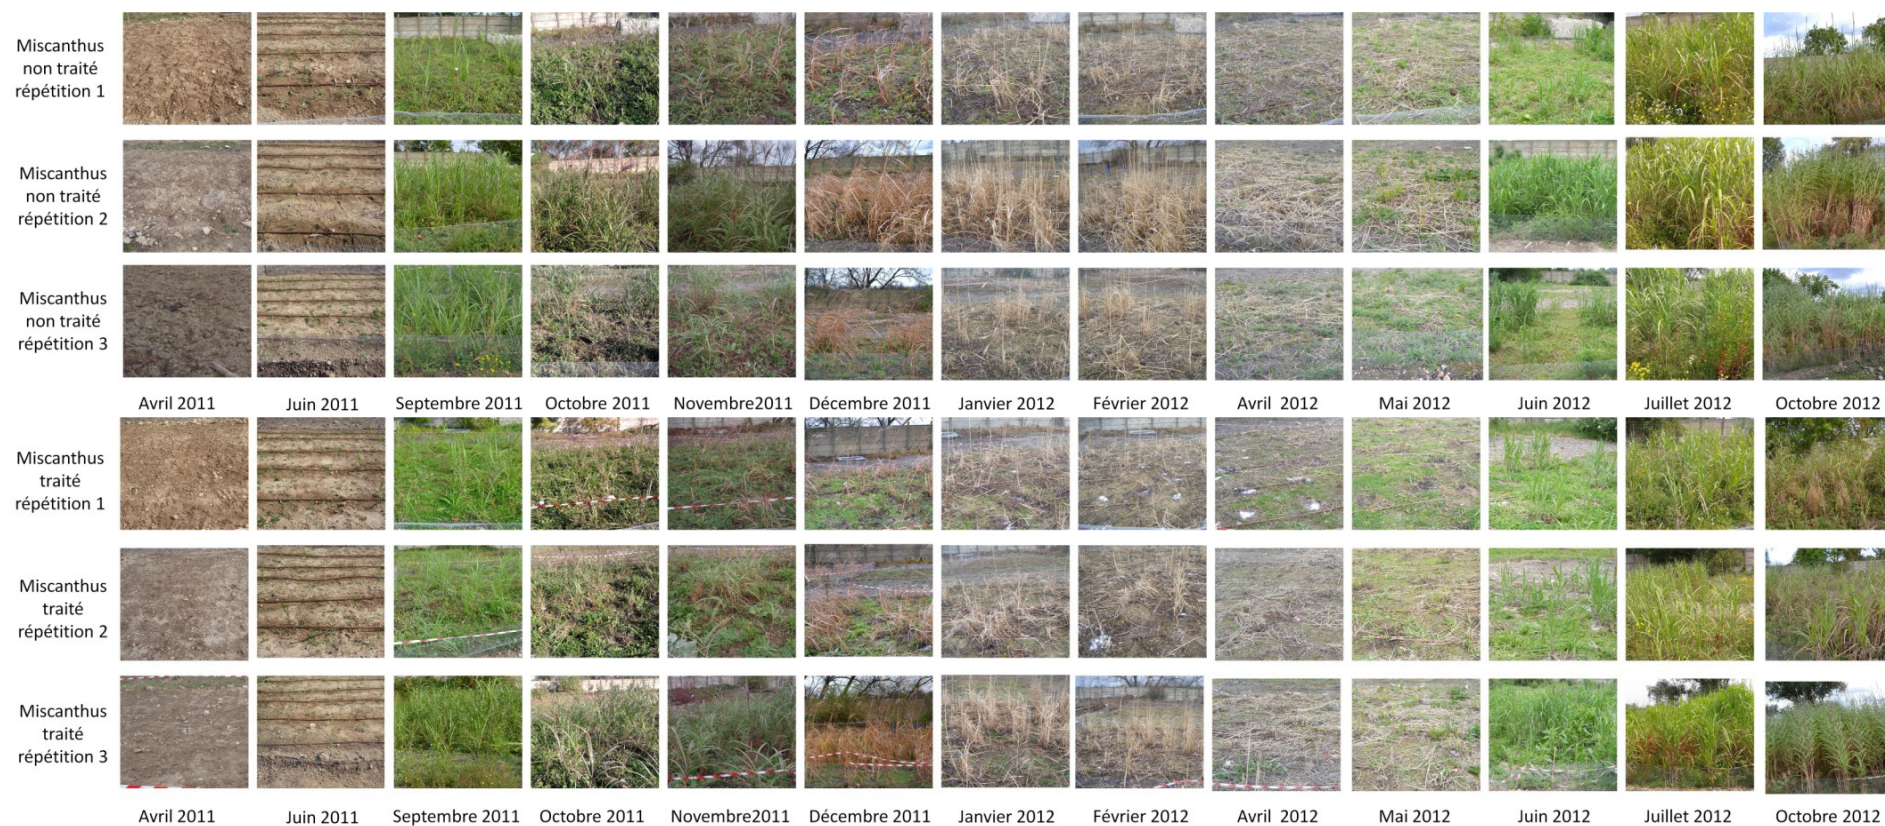 Miscanthus
non traité
répétition 1
Miscanthus
non traité
répétition 2
Miscanthus
non traité
répétition 3
Avril 2011 Juin 2011 Septembre 2011 Octobre 2011 Novembre2011 Décembre 2011 Janvier 2012 Février 2012 Avril 2012 Mai 2012 Juin 2012 Juillet 2012 Octobre 2012
Miscanthus
traité
répétition 1
Miscanthus
traité
répétition 2
Miscanthus
traité
répétition 3
Avril 2011 Juin 2011 Septembre 2011 Octobre 2011 Novembre2011 Décembre 2011 Janvier 2012 Février 2012 Avril 2012 Mai 2012 Juin 2012 Juillet 2012 Octobre 2012